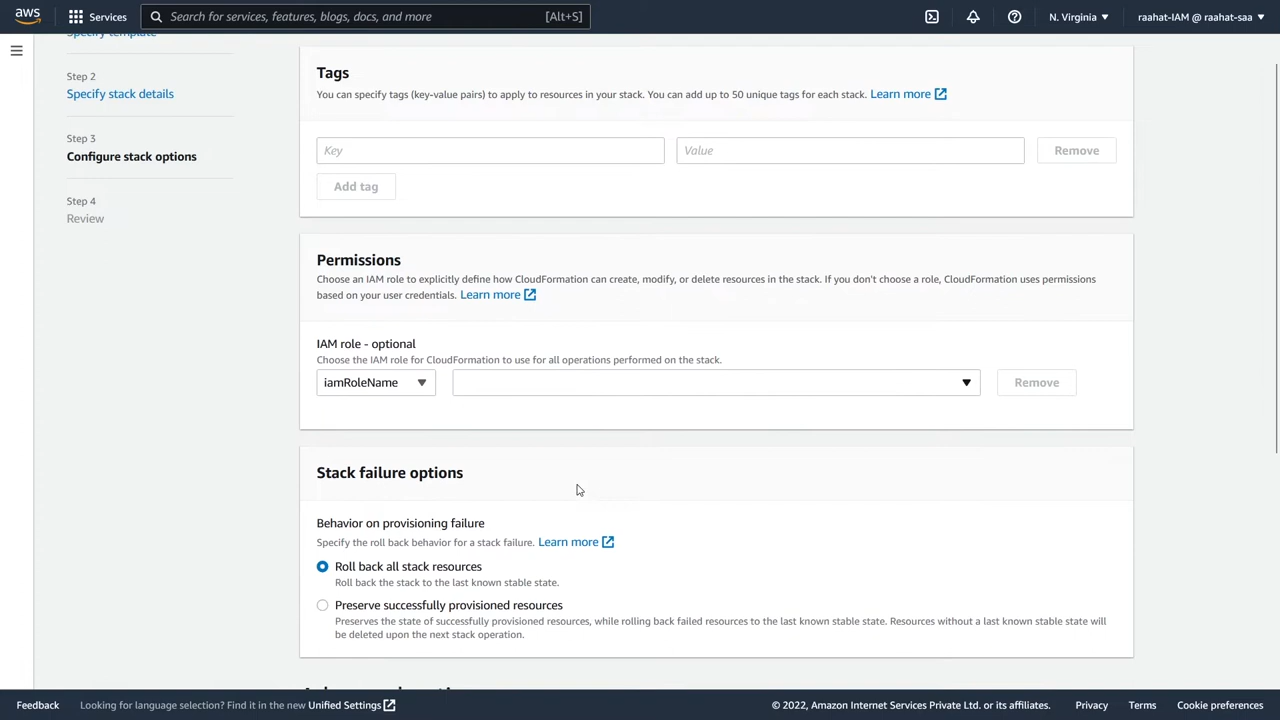 aws
Services
Search for services, features, blogs, docs, and more
[Alt+S]
N. Virginia
raahat-IAM @ raahat-saa
Specify template
Step 2
Specify stack details
Step 3
Configure stack options
Step 4
Review
Tags
You can specify tags (key-value pairs) to apply to resources in your stack. You can add up to 50 unique tags for each stack. Learn more
Key
Value
Remove
Add tag
Permissions
Choose an IAM role to explicitly define how CloudFormation can create, modify, or delete resources in the stack. If you don't choose a role, CloudFormation uses permissions
based on your user credentials. Learn more
IAM role - optional
Choose the IAM role for CloudFormation to use for all operations performed on the stack.
iamRoleName
Remove
Stack failure options
Behavior on provisioning failure
Specify the roll back behavior for a stack failure. Learn more
Roll back all stack resources
Roll back the stack to the last known stable state.
Preserve successfully provisioned resources
Preserves the state of successfully provisioned resources, while rolling back failed resources to the last known stable state. Resources without a last known stable state will
be deleted upon the next stack operation.
Feedback
Looking for language selection? Find it in the new Unified Settings
© 2022, Amazon Internet Services Private Ltd. or its affiliates.
Privacy
Terms
Cookie preferences